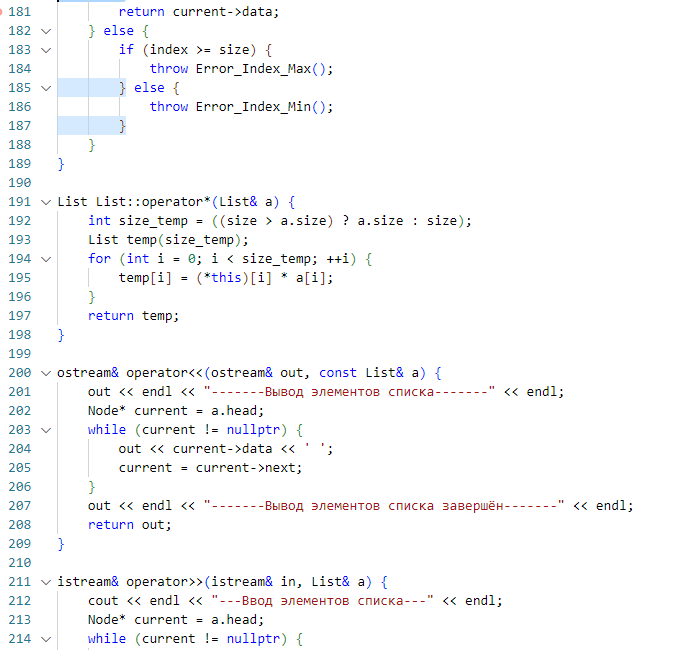 181 return current->data;
182 } else {
183 if (index >= size) {
184 throw Error_Index_Max();
185 } else {
186 throw Error_Index_Min();
187 }
188 }
189 }
190
191 List List::operator*(List& a) {
192 int size_temp = ((size > a.size) ? a.size : size);
193 List temp(size_temp);
194 for (int i = 0; i < size_temp; ++i) {
195 temp[i] = (*this)[i] * a[i];
196 }
197 return temp;
198 }
199
200 ostream& operator<<(ostream& out, const List& a) {
201 out << endl << "-------Вывод элементов списка-------" << endl;
202 Node* current = a.head;
203 while (current != nullptr) {
204 out << current->data << ' ';
205 current = current->next;
206 }
207 out << endl << "-------Вывод элементов списка завершён-------" << endl;
208 return out;
209 }
210
211 istream& operator>>(istream& in, List& a) {
212 cout << endl << "---Ввод элементов списка---" << endl;
213 Node* current = a.head;
214 while (current != nullptr) {